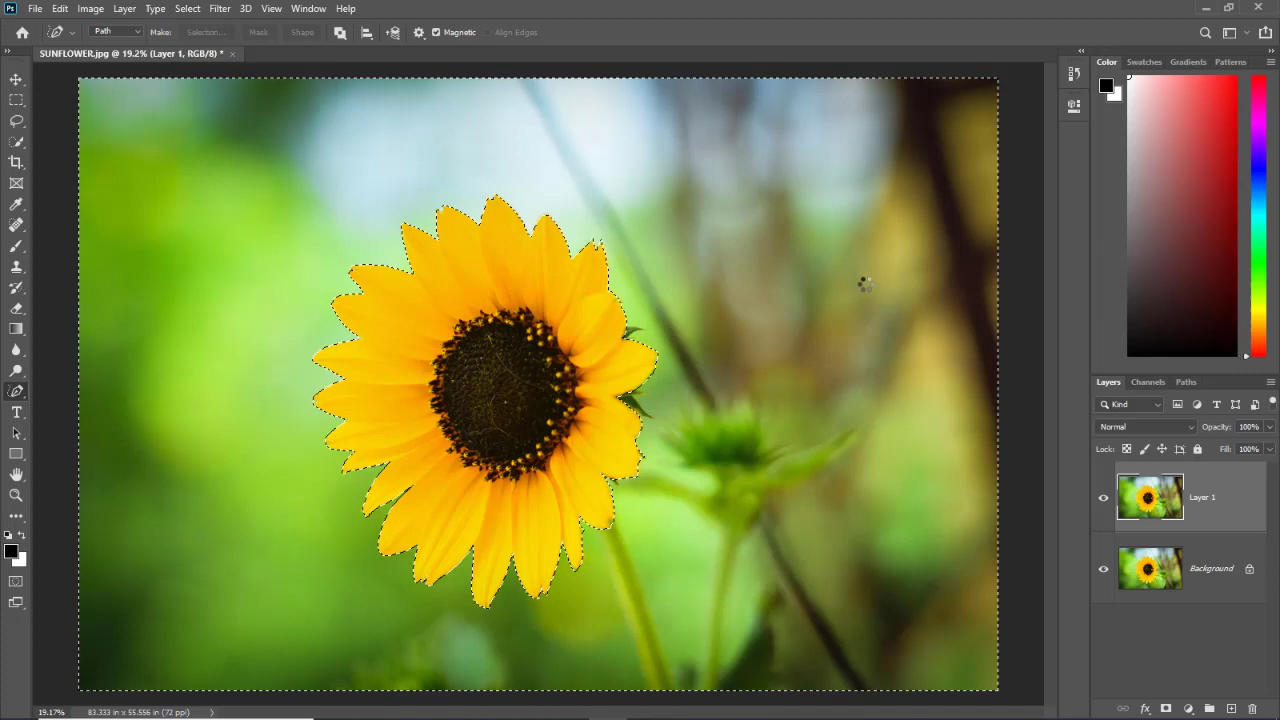 Ps File Edit Image Layer Type Select Filter 3D View Window Help
Path Make: Selection... Mask Shape Magnetic Align Edges
SUNFLOWER.jpg @ 19.2% (Layer 1, RGB/8) * ×
Color Swatches Gradients Patterns
Layers Channels Paths
Kind
Normal Opacity: 100%
Lock: Fill: 100%
Layer 1
Background
19.17% 83.333 in x 55.556 in (72 ppi)